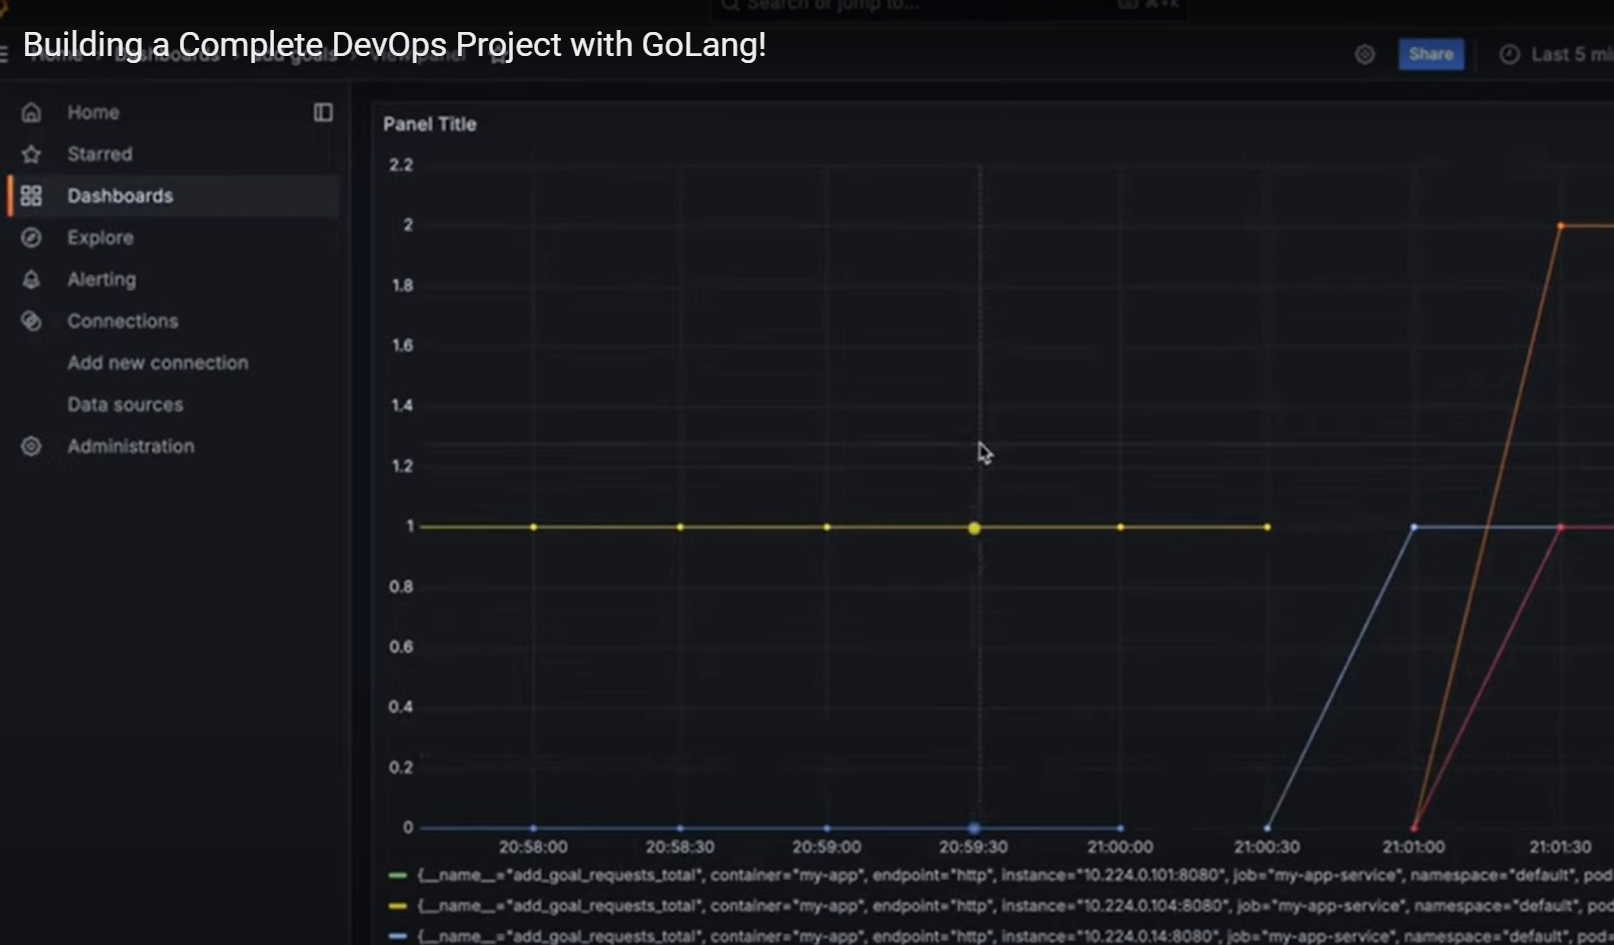 Search or jump to...
Building a Complete DevOps Project with GoLang!
Home
Dashboards
Share
Last 5 mi
Home
Starred
Dashboards
Explore
Alerting
Connections
Add new connection
Data sources
Administration
Panel Title
2.2
2
1.8
1.6
1.4
1.2
1
0.8
0.6
0.4
0.2
0
20:58:00 20:58:30 20:59:00 20:59:30 21:00:00 21:00:30 21:01:00 21:01:30
{__name__="add_goal_requests_total", container="my-app", endpoint="http", instance="10.224.0.101:8080", job="my-app-service", namespace="default", pod
{__name__="add_goal_requests_total", container="my-app", endpoint="http", instance="10.224.0.104:8080", job="my-app-service", namespace="default", pod
{__name__="add_goal_requests_total", container="my-app", endpoint="http", instance="10.224.0.14:8080", job="my-app-service", namespace="default", pod=